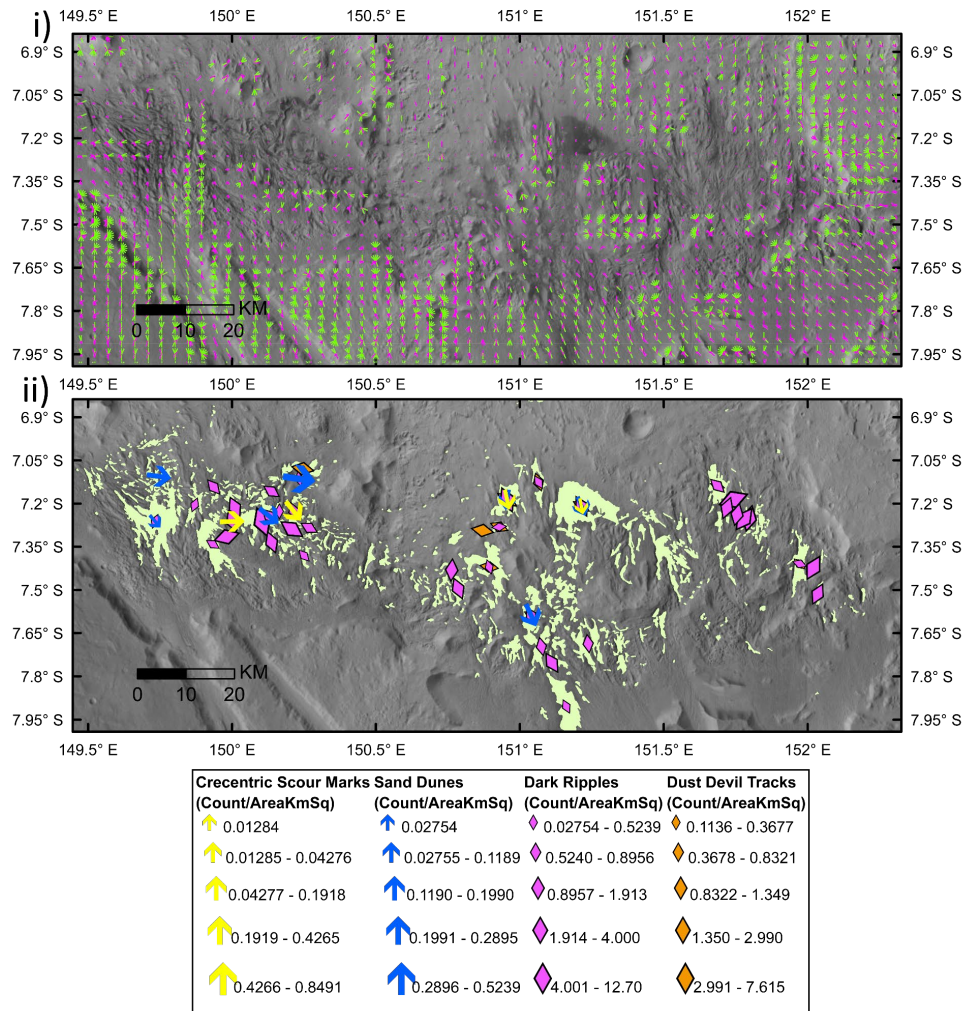 i)
149.5° E 150° E 150.5° E 151° E 151.5° E 152° E
6.9° S 6.9° S
7.05° S 7.05° S
7.2° S 7.2° S
7.35° S 7.35° S
7.5° S 7.5° S
7.65° S 7.65° S
7.8° S 7.8° S
7.95° S 7.95° S
KM
0 10 20
149.5° E 150° E 150.5° E 151° E 151.5° E 152° E
ii)
6.9° S 6.9° S
7.05° S 7.05° S
7.2° S 7.2° S
7.35° S 7.35° S
7.5° S 7.5° S
7.65° S 7.65° S
7.8° S 7.8° S
7.95° S 7.95° S
KM
0 10 20
149.5° E 150° E 150.5° E 151° E 151.5° E 152° E
Crecentric Scour Marks Sand Dunes Dark Ripples Dust Devil Tracks
(Count/AreaKmSq) (Count/AreaKmSq) (Count/AreaKmSq) (Count/AreaKmSq)
0.01284 0.02754 0.02754 - 0.5239 0.1136 - 0.3677
0.01285 - 0.04276 0.02755 - 0.1189 0.5240 - 0.8956 0.3678 - 0.8321
0.04277 - 0.1918 0.1190 - 0.1990 0.8957 - 1.913 0.8322 - 1.349
0.1919 - 0.4265 0.1991 - 0.2895 1.914 - 4.000 1.350 - 2.990
0.4266 - 0.8491 0.2896 - 0.5239 4.001 - 12.70 2.991 - 7.615